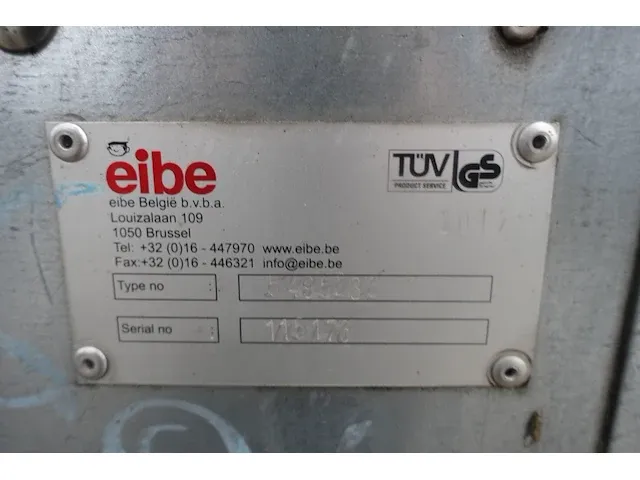 eibe
TÜV
PRODUCT SERVICE
GS
eibe België b.v.b.a.
Louizalaan 109
1050 Brussel
Tel: +32 (0)16 - 447970 www.eibe.be
Fax:+32 (0)16 - 446321 info@eibe.be
Type no :
Serial no :